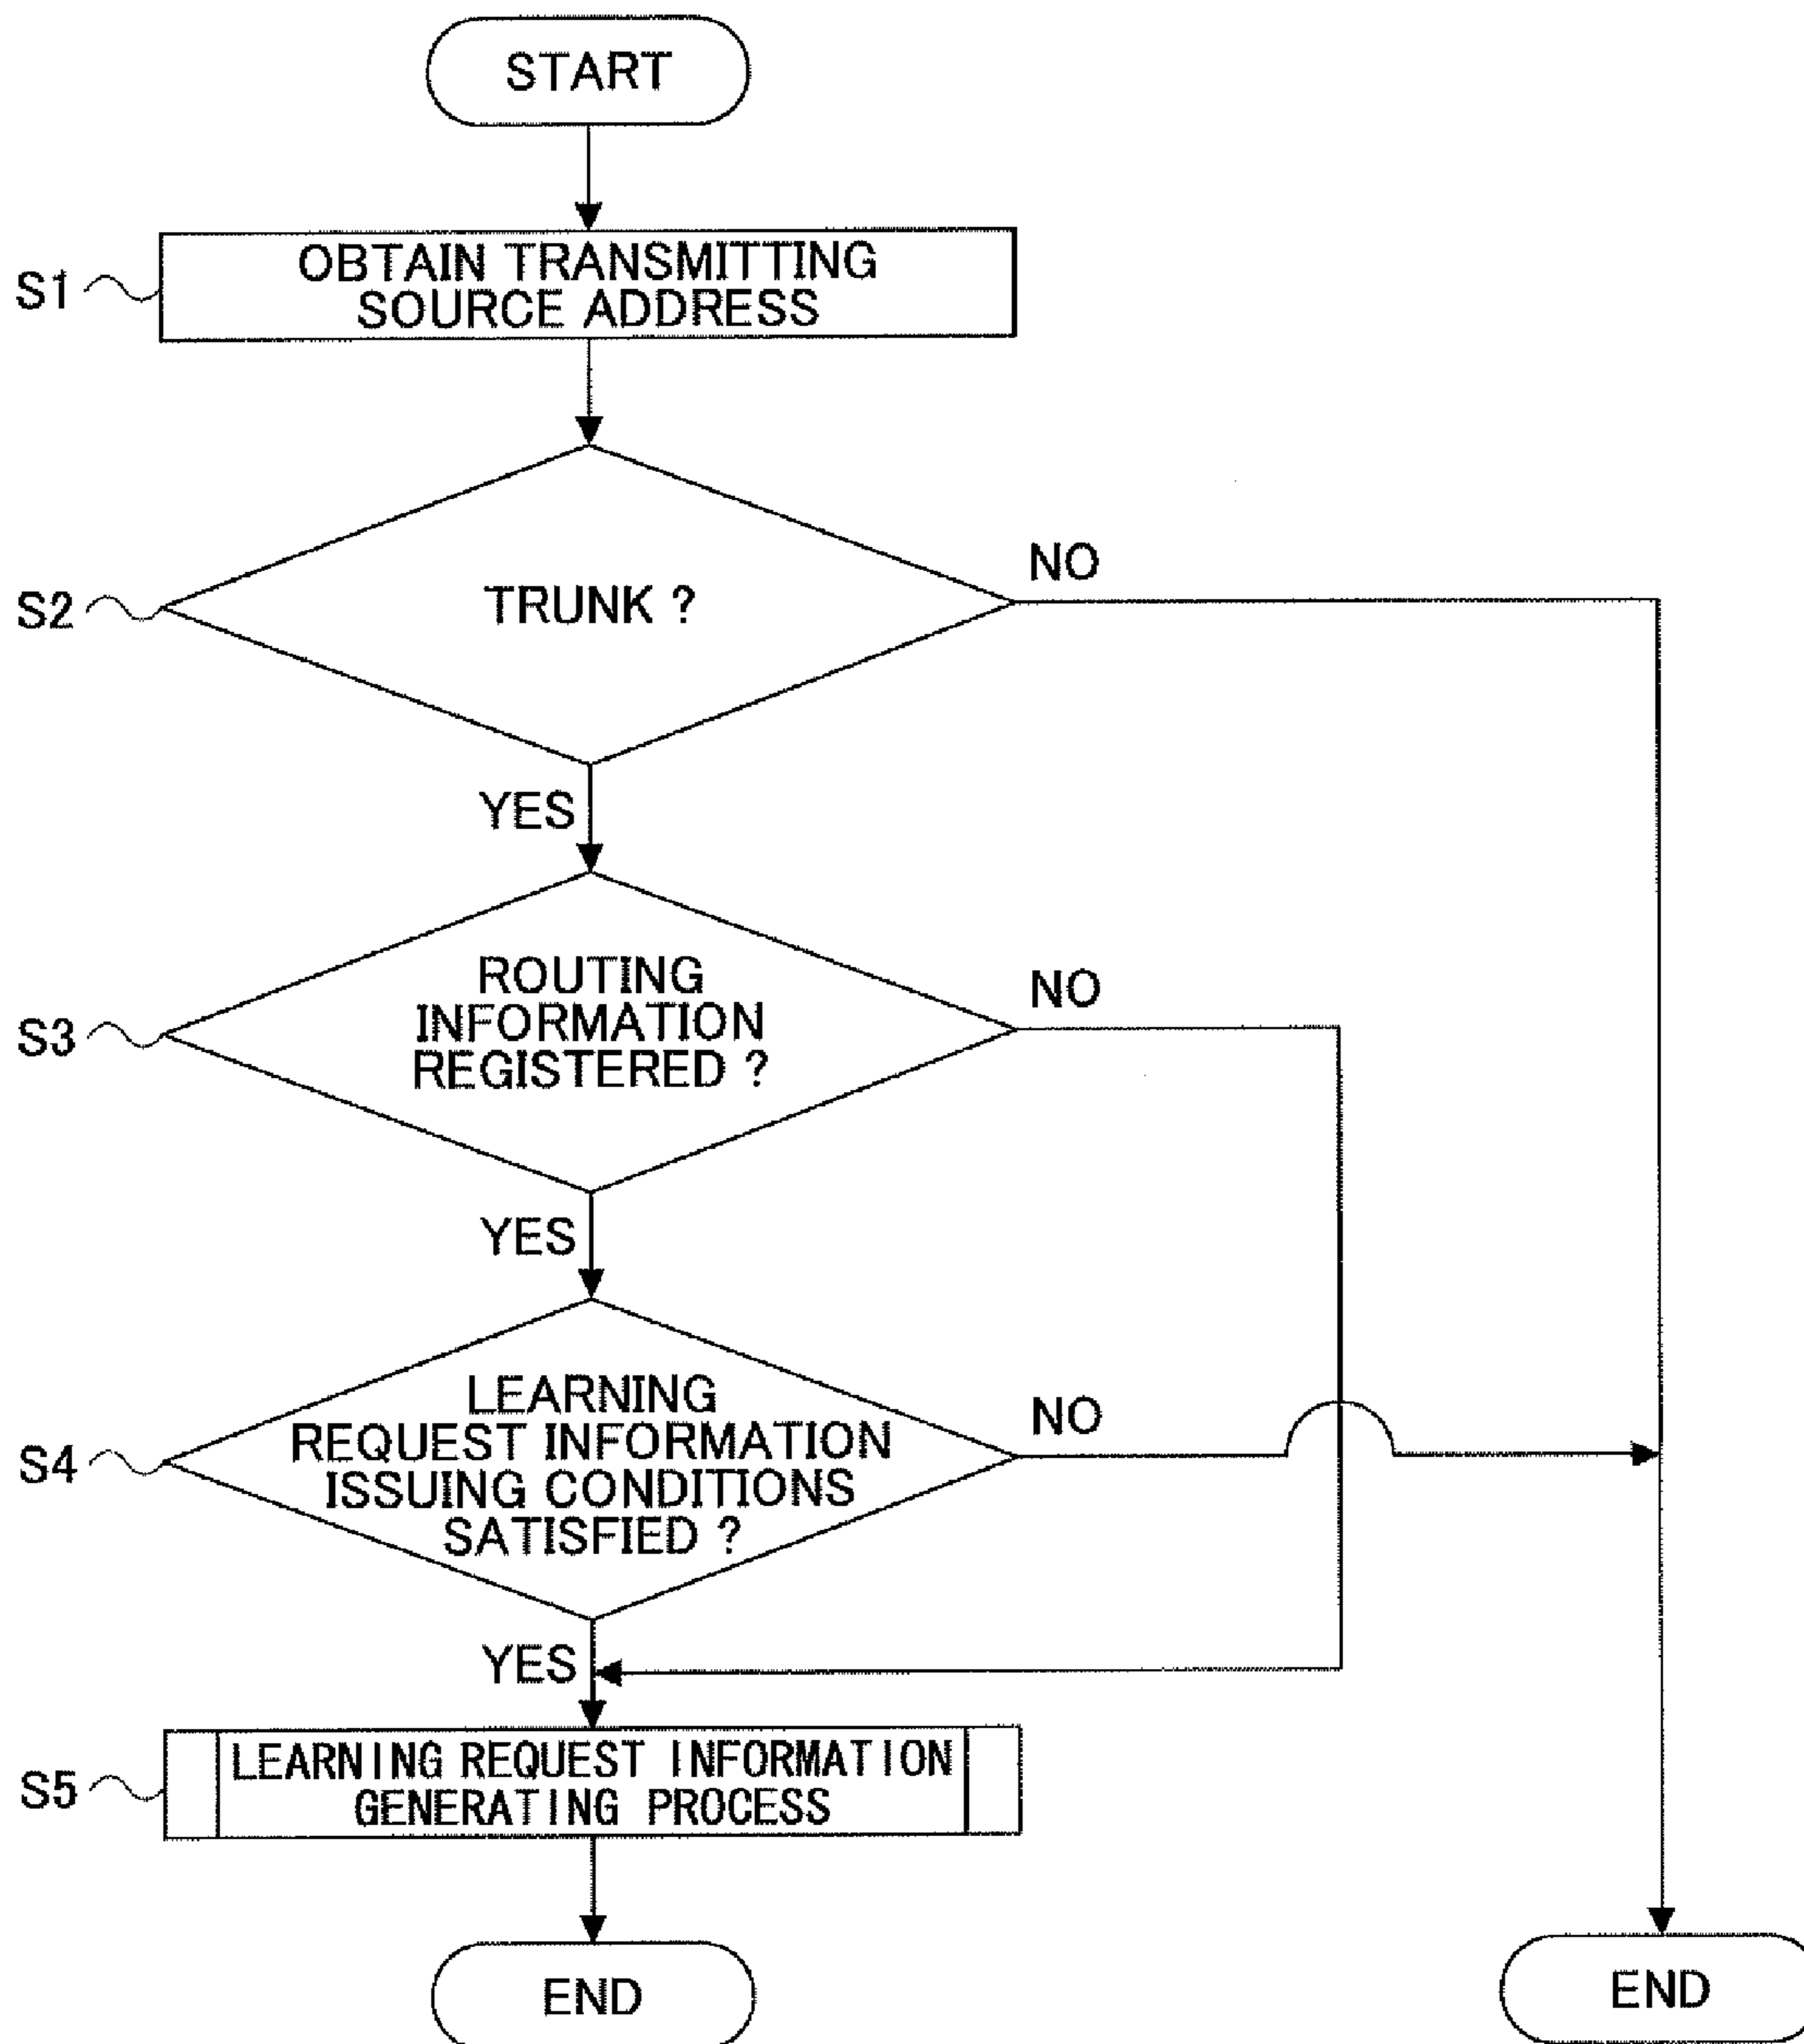 START
S1
OBTAIN TRANSMITTING
SOURCE ADDRESS
S2
TRUNK ?
NO
YES
S3
ROUTING
INFORMATION
REGISTERED ?
NO
YES
S4
LEARNING
REQUEST INFORMATION
ISSUING CONDITIONS
SATISFIED ?
NO
YES
S5
LEARNING REQUEST INFORMATION
GENERATING PROCESS
END
END